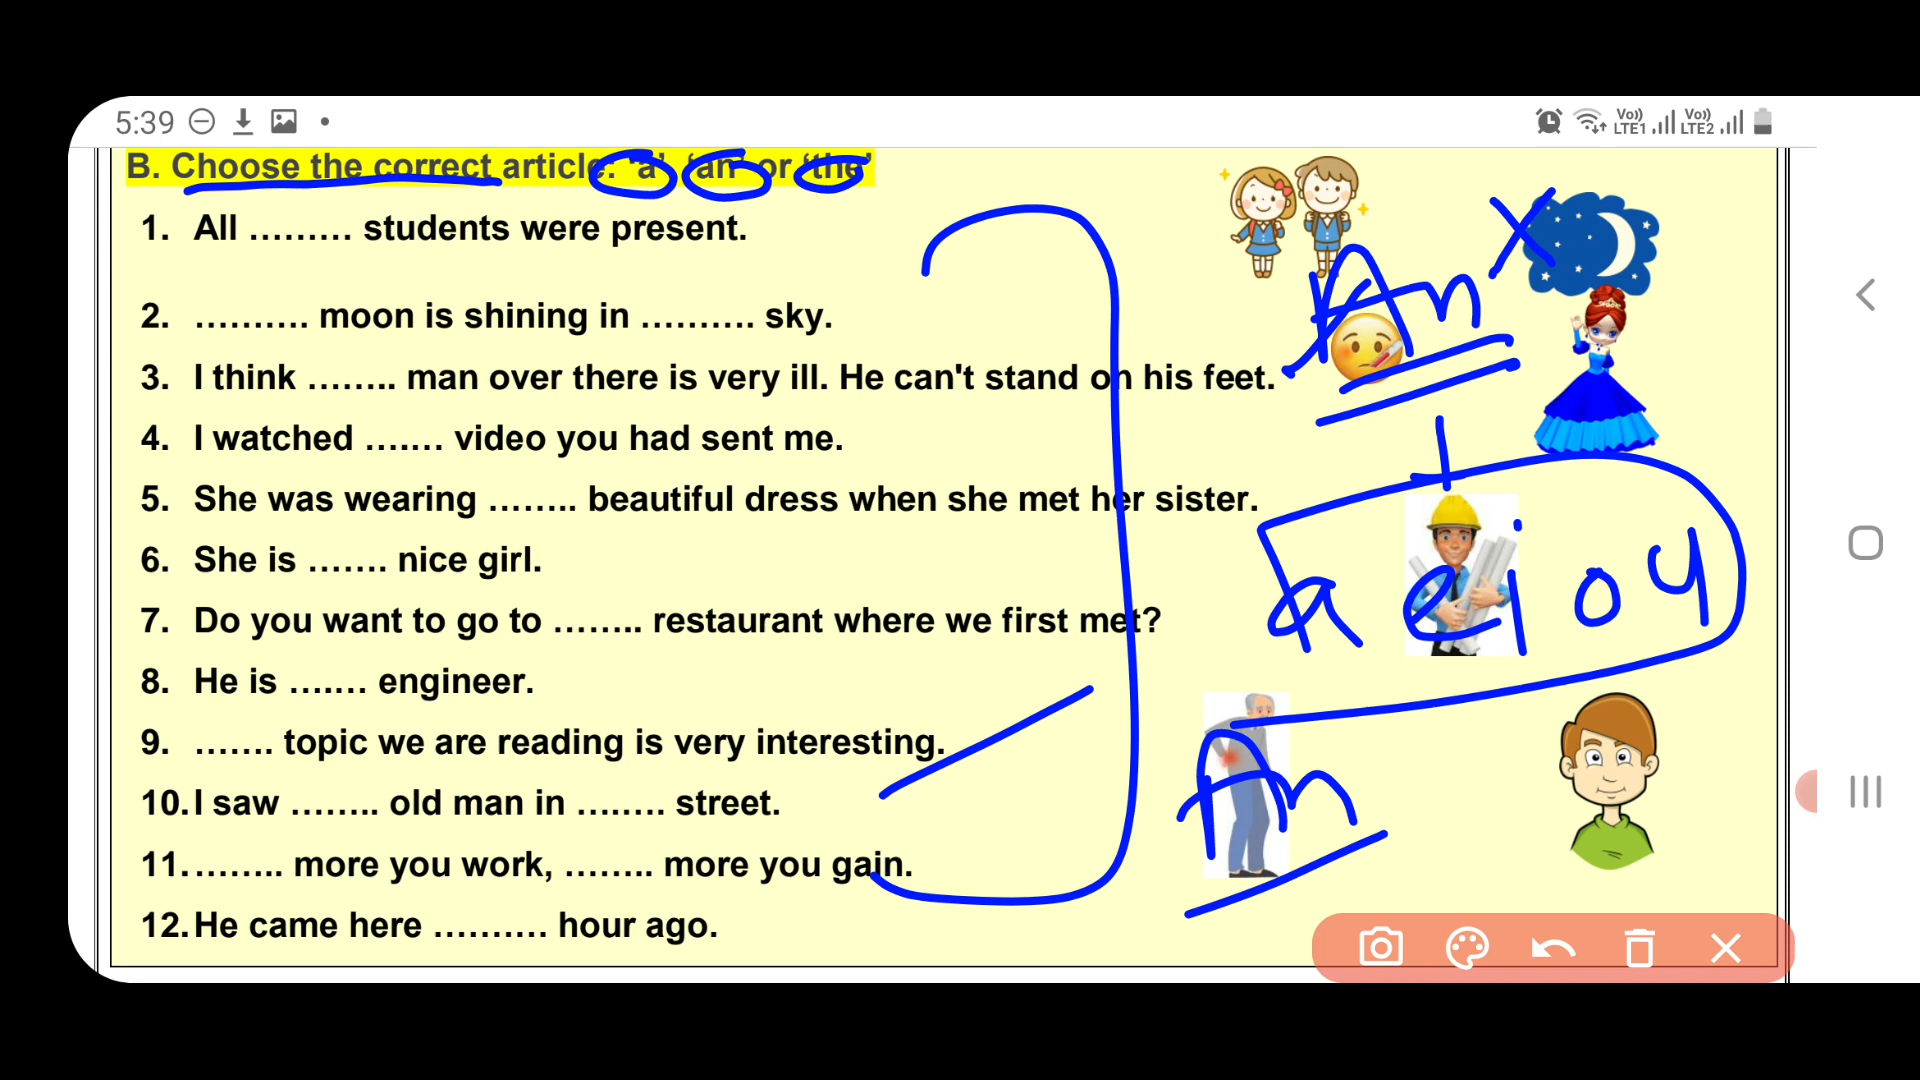 5:39 Vo)) LTE1 Vo)) LTE2
B. Choose the correct article: 'a' 'an' or 'the'
1. All ……… students were present.
2. ………. moon is shining in ………. sky.
3. I think …….. man over there is very ill. He can't stand on his feet.
4. I watched ……. video you had sent me.
5. She was wearing …….. beautiful dress when she met her sister.
6. She is ……. nice girl.
7. Do you want to go to …….. restaurant where we first met?
8. He is ……. engineer.
9. ……. topic we are reading is very interesting.
10. I saw …….. old man in …….. street.
11. …….. more you work, …….. more you gain.
12. He came here ………. hour ago.
An x
a e i o u
An